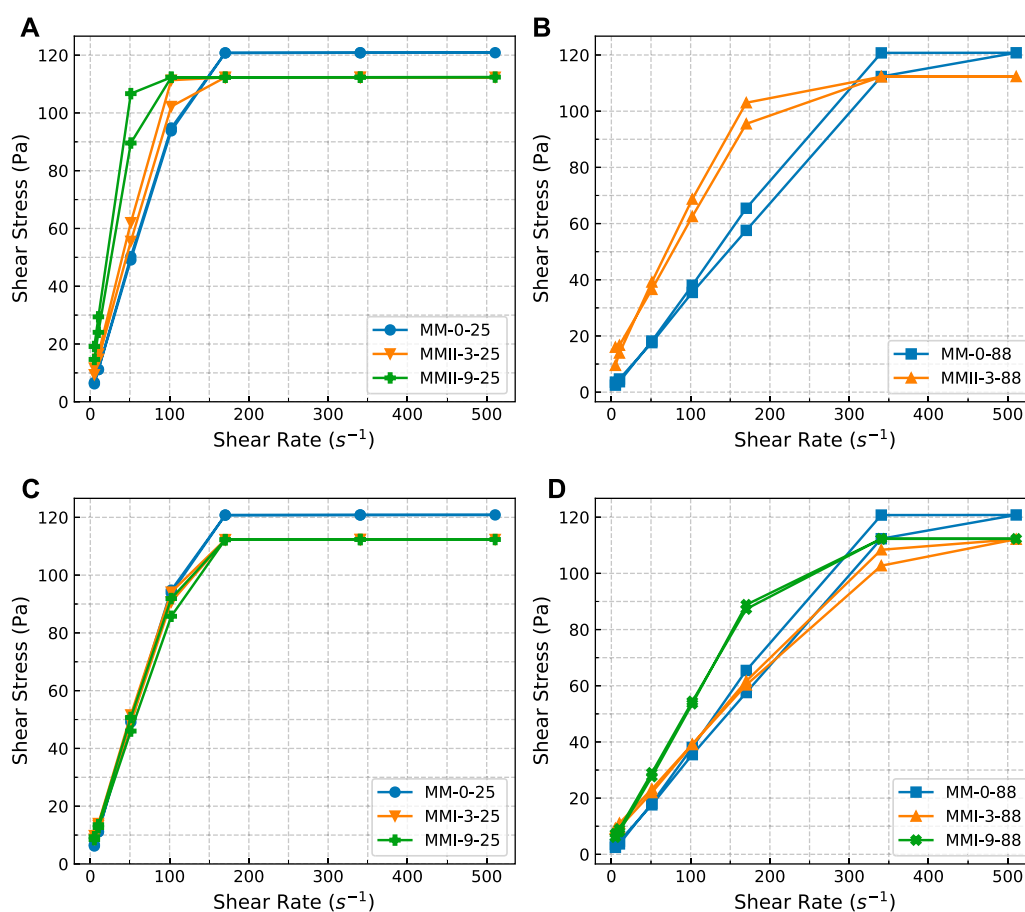 A
Shear Stress (Pa)
120
100
80
60
40
20
0
MM-0-25
MMII-3-25
MMII-9-25
0 100 200 300 400 500
Shear Rate (s⁻¹)
B
Shear Stress (Pa)
120
100
80
60
40
20
0
MM-0-88
MMII-3-88
0 100 200 300 400 500
Shear Rate (s⁻¹)
C
Shear Stress (Pa)
120
100
80
60
40
20
0
MM-0-25
MMI-3-25
MMI-9-25
0 100 200 300 400 500
Shear Rate (s⁻¹)
D
Shear Stress (Pa)
120
100
80
60
40
20
0
MM-0-88
MMI-3-88
MMI-9-88
0 100 200 300 400 500
Shear Rate (s⁻¹)